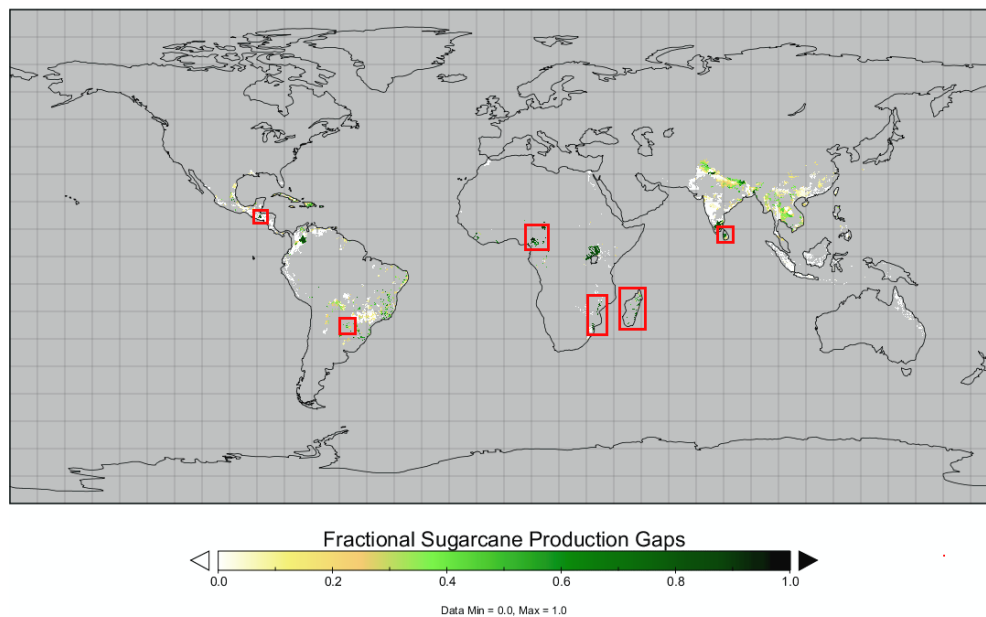 Fractional Sugarcane Production Gaps
0.0 0.2 0.4 0.6 0.8 1.0
Data Min = 0.0, Max = 1.0